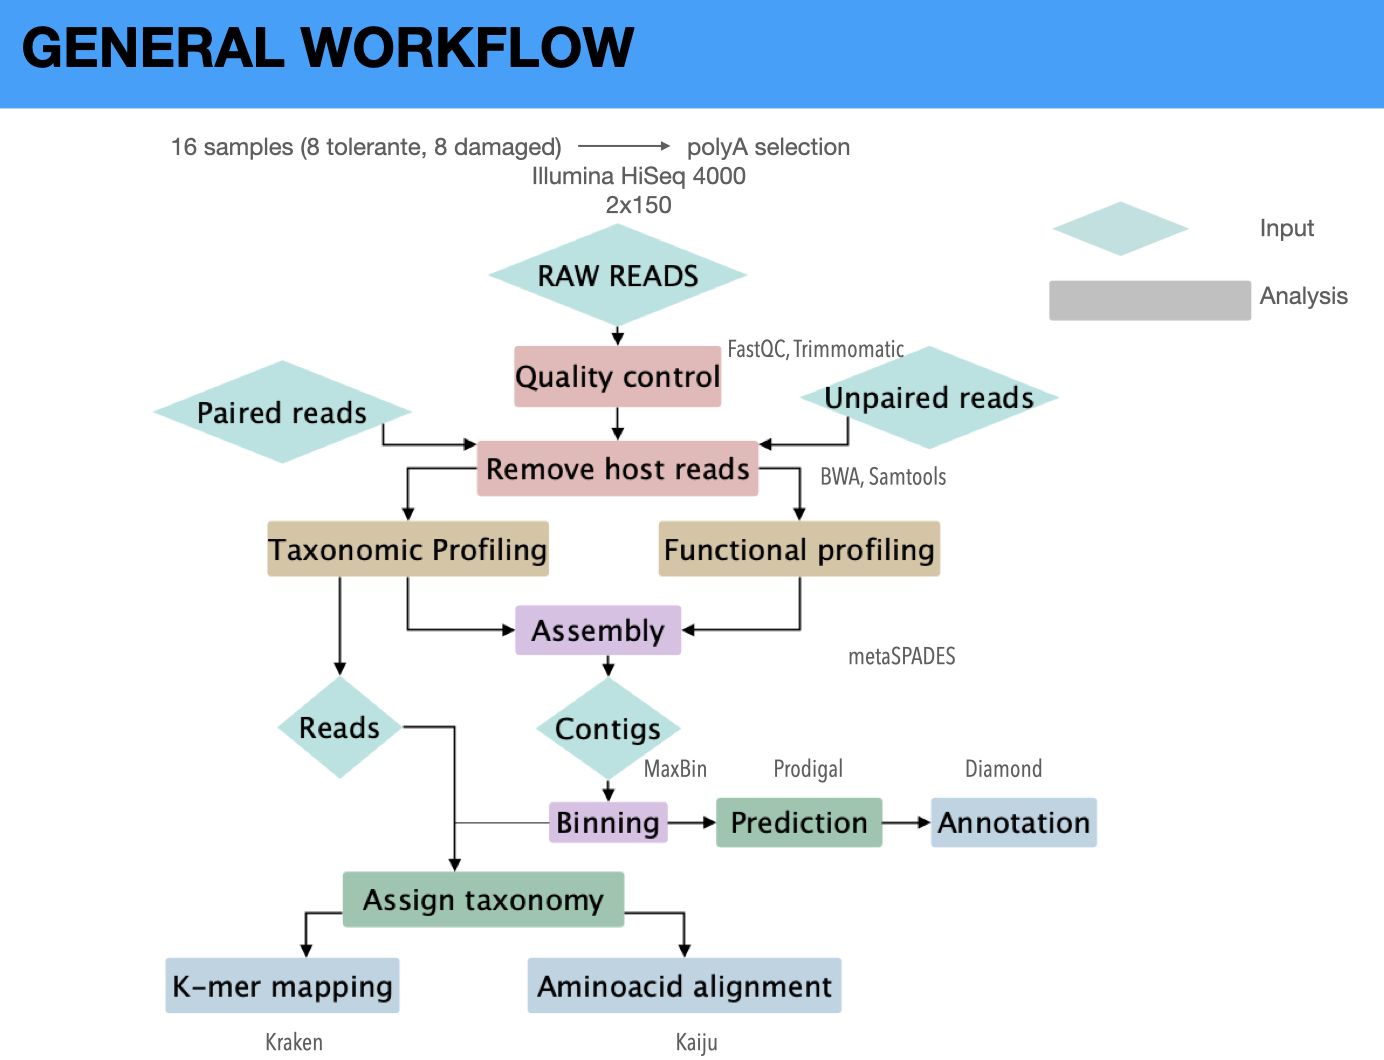 GENERAL WORKFLOW
16 samples (8 tolerante, 8 damaged)
polyA selection
Illumina HiSeq 4000
2x150
Input
RAW READS
Analysis
FastQC, Trimmomatic
Quality control
Paired reads
Unpaired reads
Remove host reads
BWA, Samtools
Taxonomic Profiling
Functional profiling
Assembly
metaSPADES
Reads
Contigs
MaxBin
Prodigal
Diamond
Binning
Prediction
Annotation
Assign taxonomy
K-mer mapping
Aminoacid alignment
Kraken
Kaiju